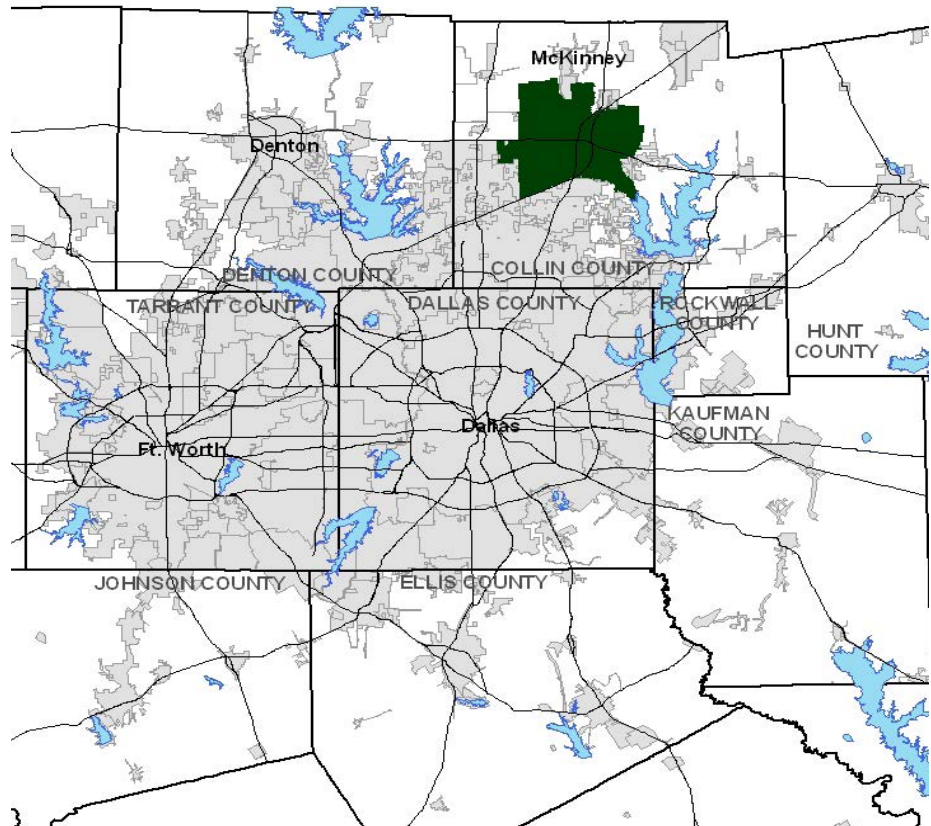 McKinney
Denton
DENTON COUNTY
COLLIN COUNTY
TARRANT COUNTY
DALLAS COUNTY
ROCKWALL
COUNTY
HUNT
COUNTY
KAUFMAN
COUNTY
Dallas
Ft. Worth
JOHNSON COUNTY
ELLIS COUNTY